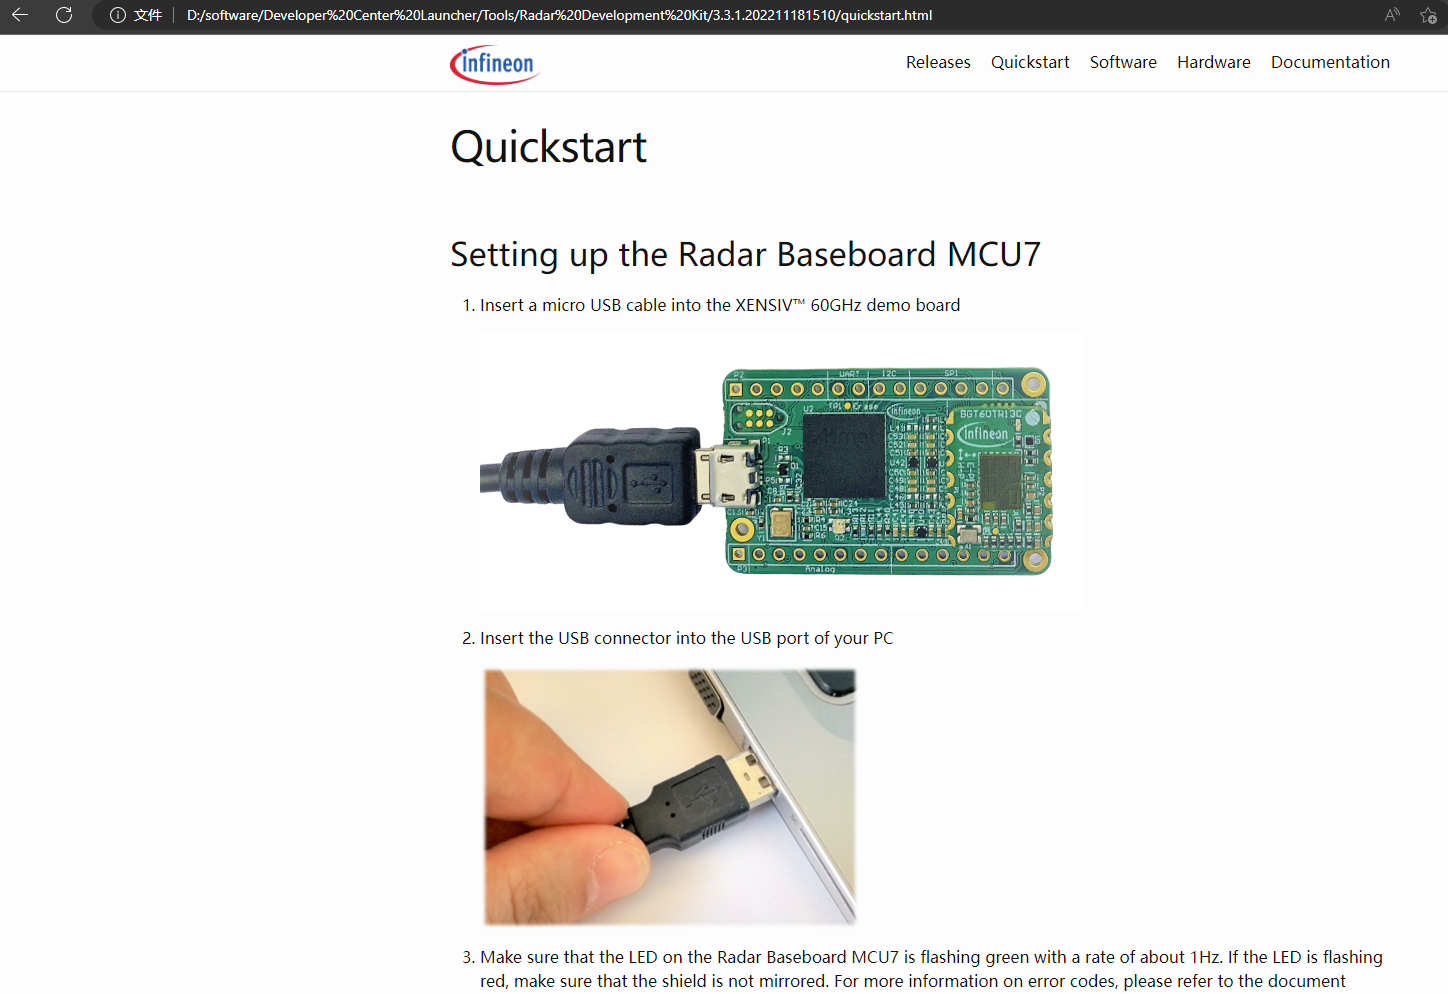 文件 D:/software/Developer%20Center%20Launcher/Tools/Radar%20Development%20Kit/3.3.1.202211181510/quickstart.html
infineon Releases Quickstart Software Hardware Documentation
Quickstart
Setting up the Radar Baseboard MCU7
1. Insert a micro USB cable into the XENSIV™ 60GHz demo board
P2 UART I2C SPI
TP1 Erase
U2 infineon BGT60TR13C
J2 infineon
Atmel
P3 Analog
2. Insert the USB connector into the USB port of your PC
3. Make sure that the LED on the Radar Baseboard MCU7 is flashing green with a rate of about 1Hz. If the LED is flashing
red, make sure that the shield is not mirrored. For more information on error codes, please refer to the document